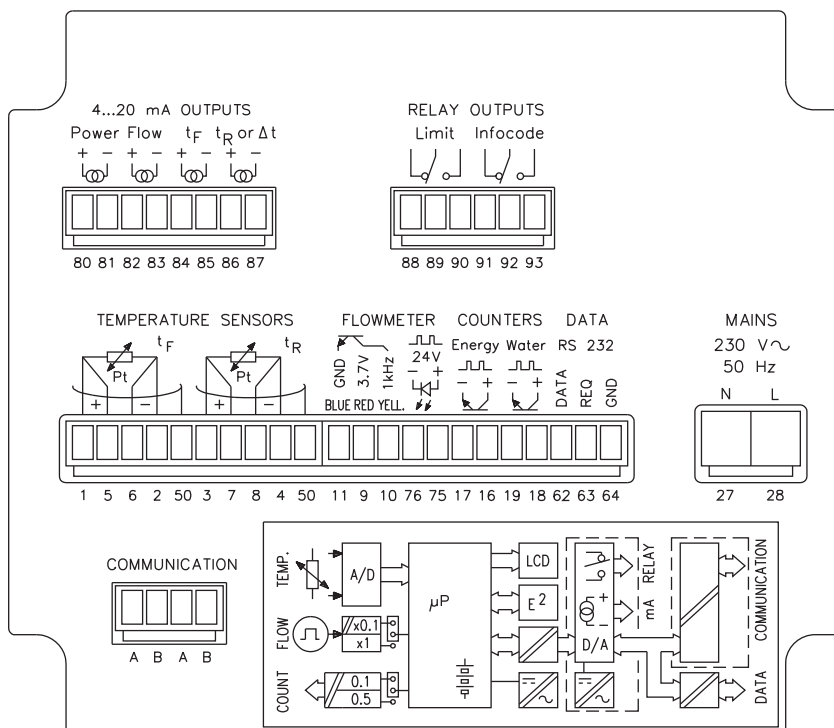 4...20 mA OUTPUTS
Power Flow tF tR or Δt
+ − + − + − + −
80 81 82 83 84 85 86 87
RELAY OUTPUTS
Limit Infocode
88 89 90 91 92 93
TEMPERATURE SENSORS
tF tR
Pt Pt
+ − + −
FLOWMETER
GND 3.7V 1kHz
24V
− +
BLUE RED YELL.
COUNTERS
Energy Water
− + − +
DATA
RS 232
DATA REQ GND
1 5 6 2 50 3 7 8 4 50 11 9 10 76 75 17 16 19 18 62 63 64
MAINS
230 V~
50 Hz
N L
27 28
COMMUNICATION
A B A B
TEMP.
A/D
FLOW
x0.1
x1
COUNT
0.1
0.5
µP
LCD
E2
D/A
+
−
RELAY
mA
COMMUNICATION
DATA